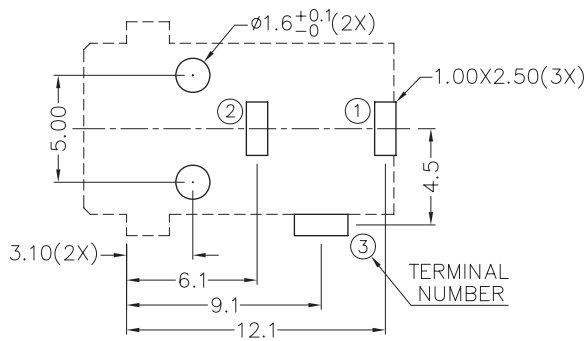 ⌀1.6+0.1-0(2X)
1.00X2.50(3X)
②
①
5.00
4.5
3.10(2X)
③
6.1
TERMINAL
NUMBER
9.1
12.1